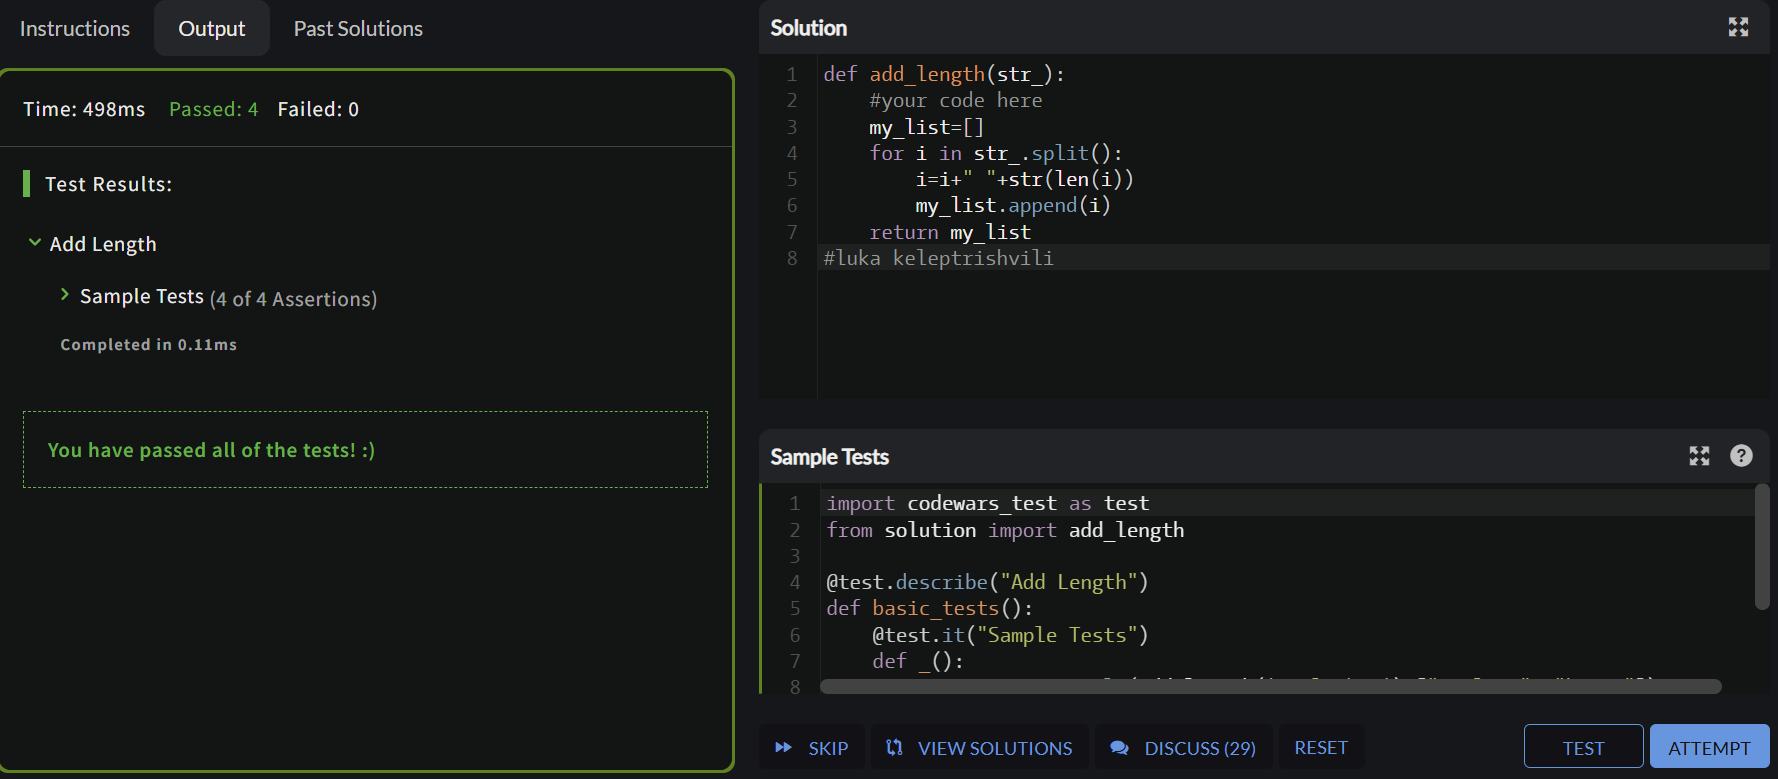 Instructions
Output
Past Solutions
Time: 498ms Passed: 4 Failed: 0
Test Results:
Add Length
Sample Tests (4 of 4 Assertions)
Completed in 0.11ms
You have passed all of the tests! :)
Solution
1 def add_length(str_):
2     #your code here
3     my_list=[]
4     for i in str_.split():
5         i=i+" "+str(len(i))
6         my_list.append(i)
7     return my_list
8 #luka keleptrishvili
Sample Tests
?
1 import codewars_test as test
2 from solution import add_length
3
4 @test.describe("Add Length")
5 def basic_tests():
6     @test.it("Sample Tests")
7     def _():
8
SKIP
VIEW SOLUTIONS
DISCUSS (29)
RESET
TEST
ATTEMPT